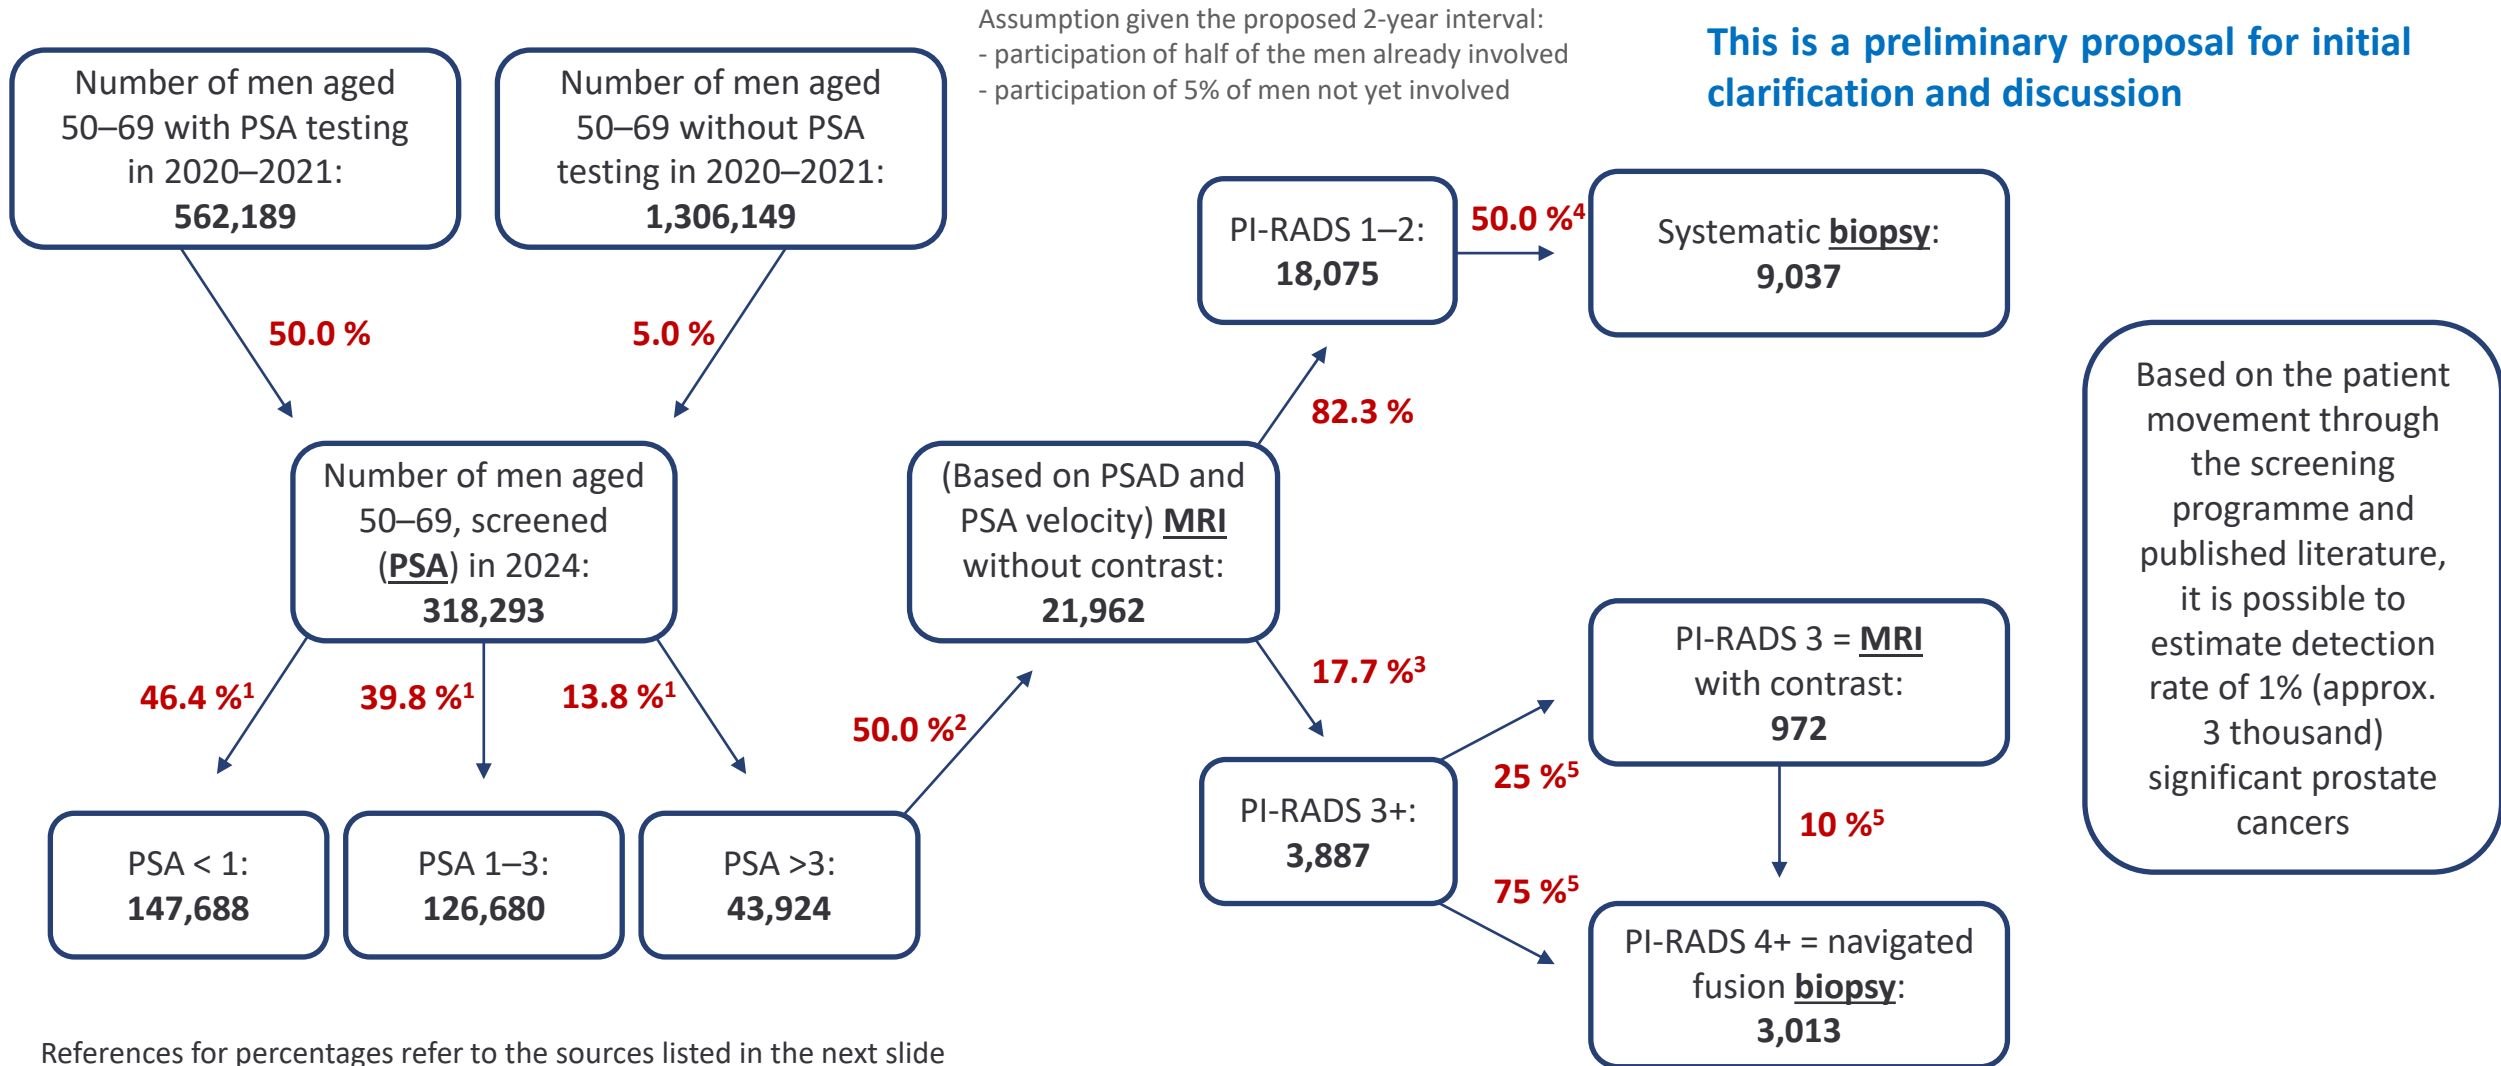 Assumption given the proposed 2-year interval:
- participation of half of the men already involved
- participation of 5% of men not yet involved
This is a preliminary proposal for initial
clarification and discussion
Number of men aged
50–69 with PSA testing
in 2020–2021:
562,189
Number of men aged
50–69 without PSA
testing in 2020–2021:
1,306,149
50.0 %
5.0 %
Number of men aged
50–69, screened
(PSA) in 2024:
318,293
46.4 %1
39.8 %1
13.8 %1
PSA < 1:
147,688
PSA 1–3:
126,680
PSA >3:
43,924
50.0 %2
(Based on PSAD and
PSA velocity) MRI
without contrast:
21,962
82.3 %
17.7 %3
PI-RADS 1–2:
18,075
50.0 %4
Systematic biopsy:
9,037
PI-RADS 3+:
3,887
25 %5
75 %5
PI-RADS 3 = MRI
with contrast:
972
10 %5
PI-RADS 4+ = navigated
fusion biopsy:
3,013
Based on the patient
movement through
the screening
programme and
published literature,
it is possible to
estimate detection
rate of 1% (approx.
3 thousand)
significant prostate
cancers
References for percentages refer to the sources listed in the next slide